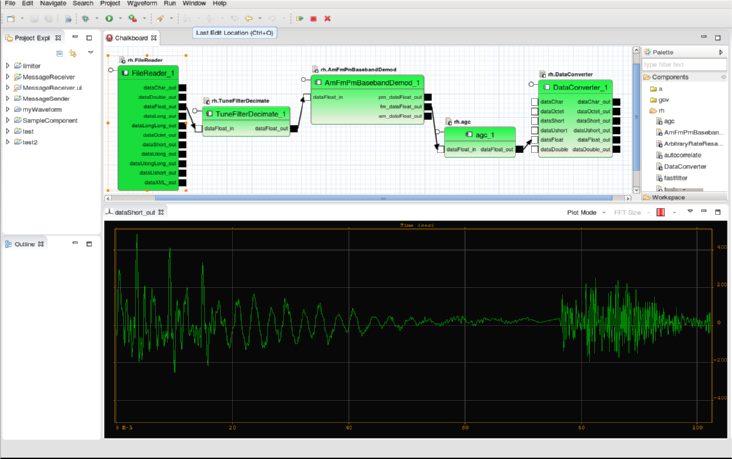 File Edit Navigate Search Project Waveform Run Window Help
Last Edit Location (Ctrl+O)
Project Expl
limiter
MessageReceiver
MessageReceiver.ui
MessageSender
myWaveform
SampleComponent
test
test2
Outline
Chalkboard
rh.FileReader
FileReader_1
dataChar_out
dataDouble_out
dataFloat_out
dataLong_out
dataLongLong_out
dataOctet_out
dataShort_out
dataUlong_out
dataUlongLong_out
dataUshort_out
dataXML_out
rh.TuneFilterDecimate
TuneFilterDecimate_1
dataFloat_in dataFloat_out
rh.AmFmPmBasebandDemod
AmFmPmBasebandDemod_1
dataFloat_in pm_dataFloat_out
fm_dataFloat_out
am_dataFloat_out
rh.agc
agc_1
dataFloat_in dataFloat_out
rh.DataConverter
DataConverter_1
dataChar dataChar_out
dataOctet dataOctet_out
dataShort dataShort_out
dataUshort dataUshort_out
dataFloat dataFloat_out
dataDouble dataDouble_out
Palette
type filter text
Components
a
gov
rh
agc
AmFmPmBaseban...
ArbitraryRateResa...
autocorrelate
DataConverter
fastfilter
Workspace
dataShort_out
Plot Mode FFT Size
Time (sec)
400
200
0
-200
-400
0 E-3 20 40 60 80 100